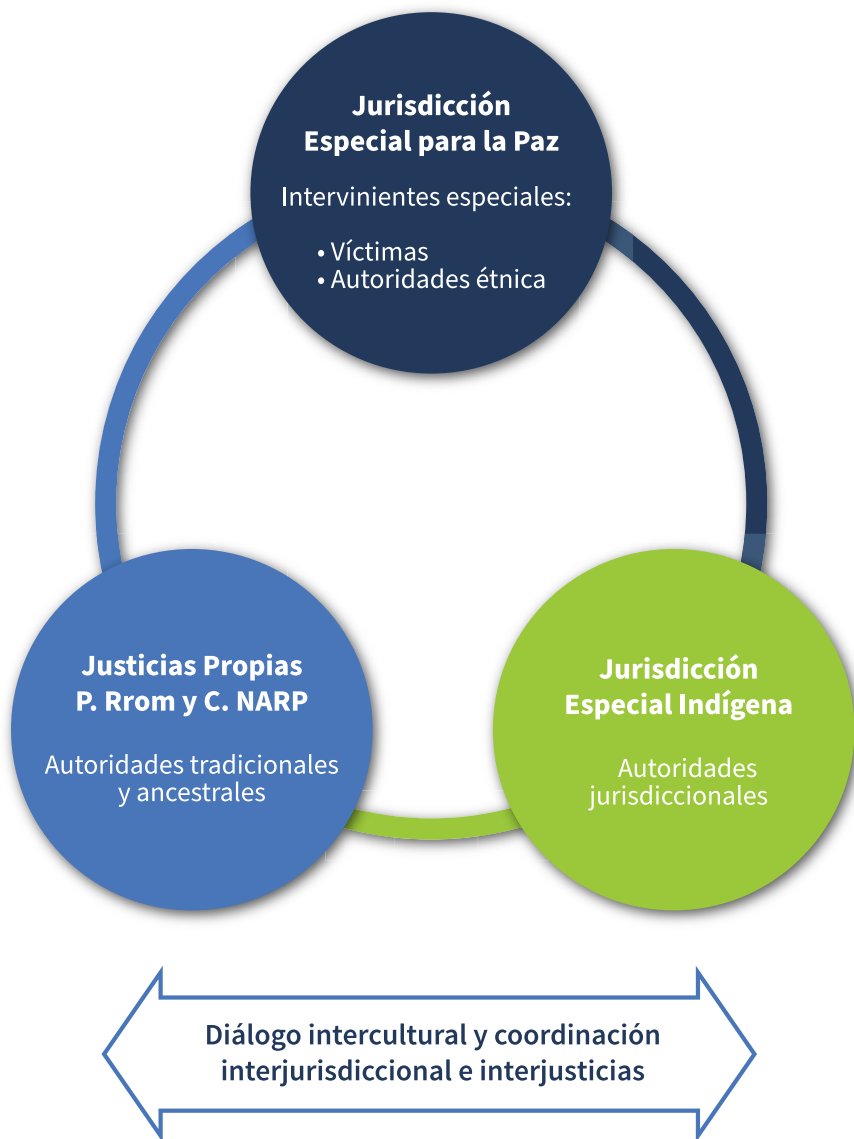 Jurisdicción
Especial para la Paz
Intervinientes especiales:
• Víctimas
• Autoridades étnica
Justicias Propias
P. Rrom y C. NARP
Autoridades tradicionales
y ancestrales
Jurisdicción
Especial Indígena
Autoridades
jurisdiccionales
Diálogo intercultural y coordinación
interjurisdiccional e interjusticias